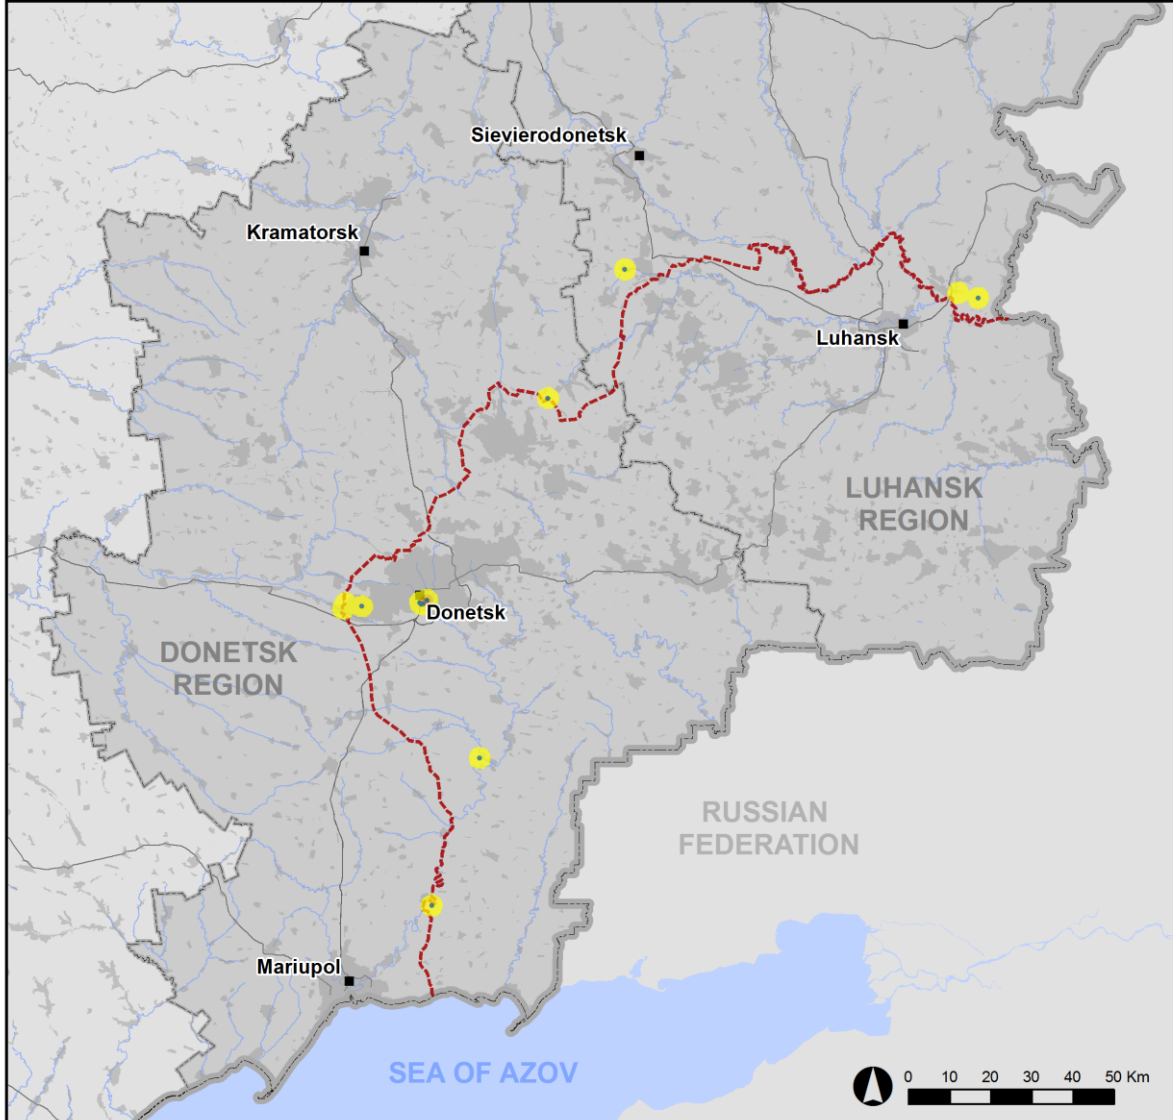 Sievierodonetsk
Kramatorsk
Luhansk
LUHANSK
REGION
Donetsk
DONETSK
REGION
RUSSIAN
FEDERATION
Mariupol
SEA OF AZOV
0 10 20 30 40 50 Km